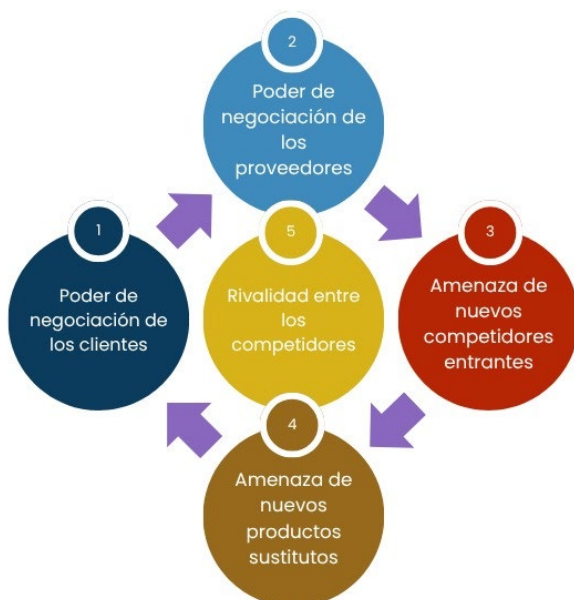 1
Poder de
negociación de
los clientes
2
Poder de
negociación de
los
proveedores
3
Amenaza de
nuevos
competidores
entrantes
4
Amenaza de
nuevos
productos
sustitutos
5
Rivalidad entre
los
competidores